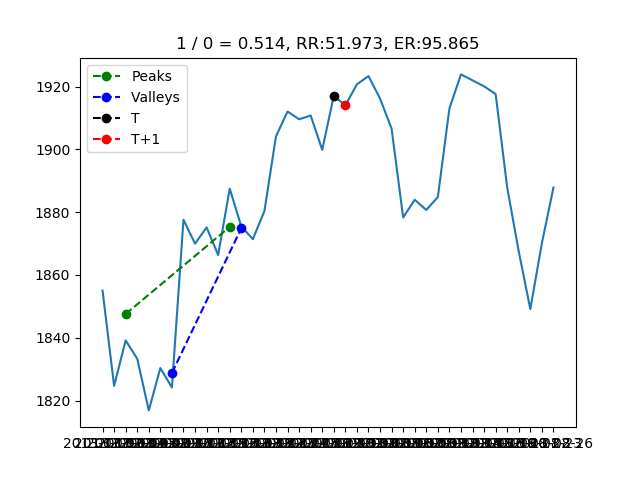 1 / 0 = 0.514, RR:51.973, ER:95.865
Peaks
Valleys
T
T+1
1920
1900
1880
1860
1840
1820